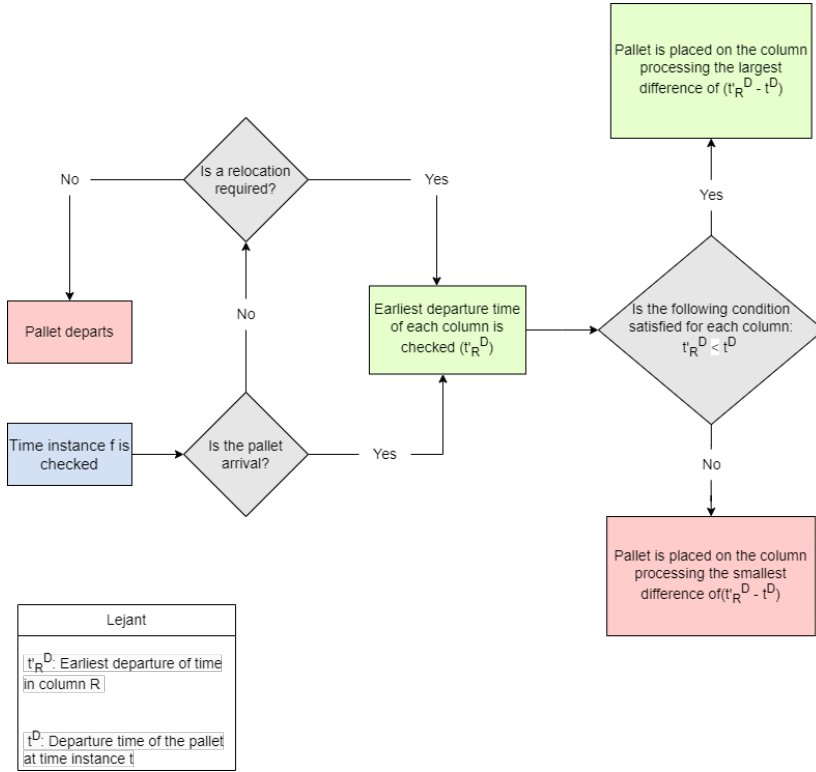 Pallet is placed on the column
processing the largest
difference of (t'R^D - t^D)
Is a relocation
required?
No
Yes
Yes
Pallet departs
No
Earliest departure time
of each column is
checked (t'R^D)
Is the following condition
satisfied for each column:
t'R^D < t^D
Time instance f is
checked
Is the pallet
arrival?
Yes
No
Pallet is placed on the column
processing the smallest
difference of(t'R^D - t^D)
Lejant
t'R^D: Earliest departure of time
in column R
t^D: Departure time of the pallet
at time instance t